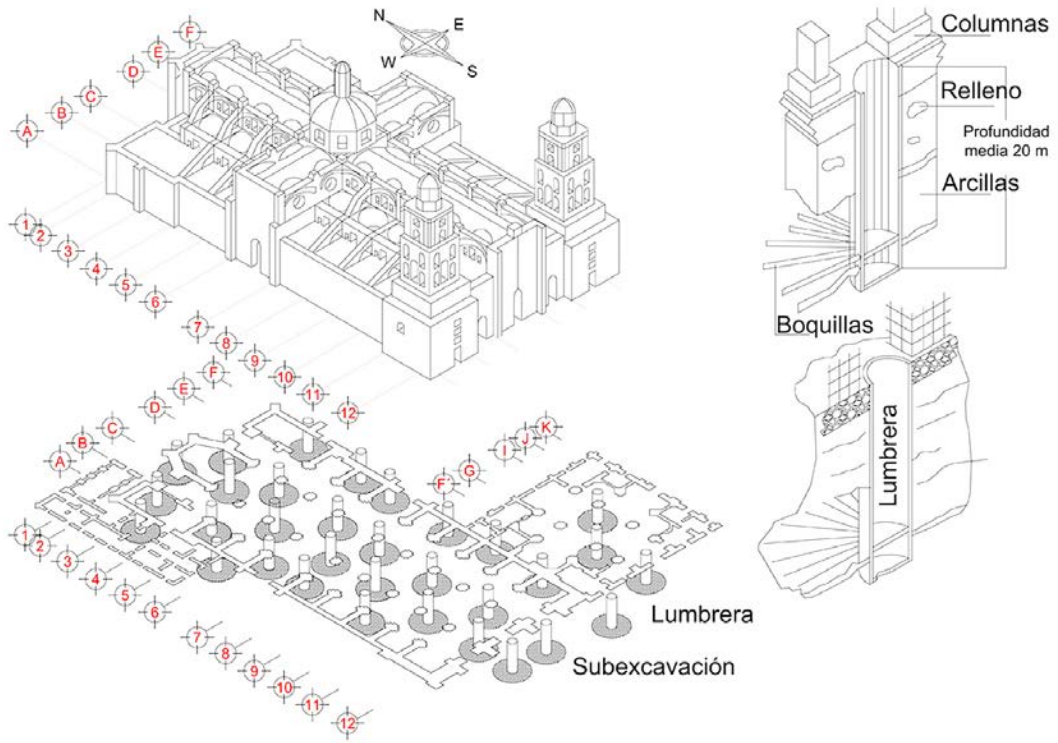 N
E
W
S
F
E
D
C
B
A
1
2
3
4
5
6
7
8
9
10
11
12
F
E
D
C
B
A
K
J
I
G
F'
1
2
3
4
5
6
7
8
9
10
11
12
Lumbrera
Subexcavación
Columnas
Relleno
Profundidad
media 20 m
Arcillas
Boquillas
Lumbrera